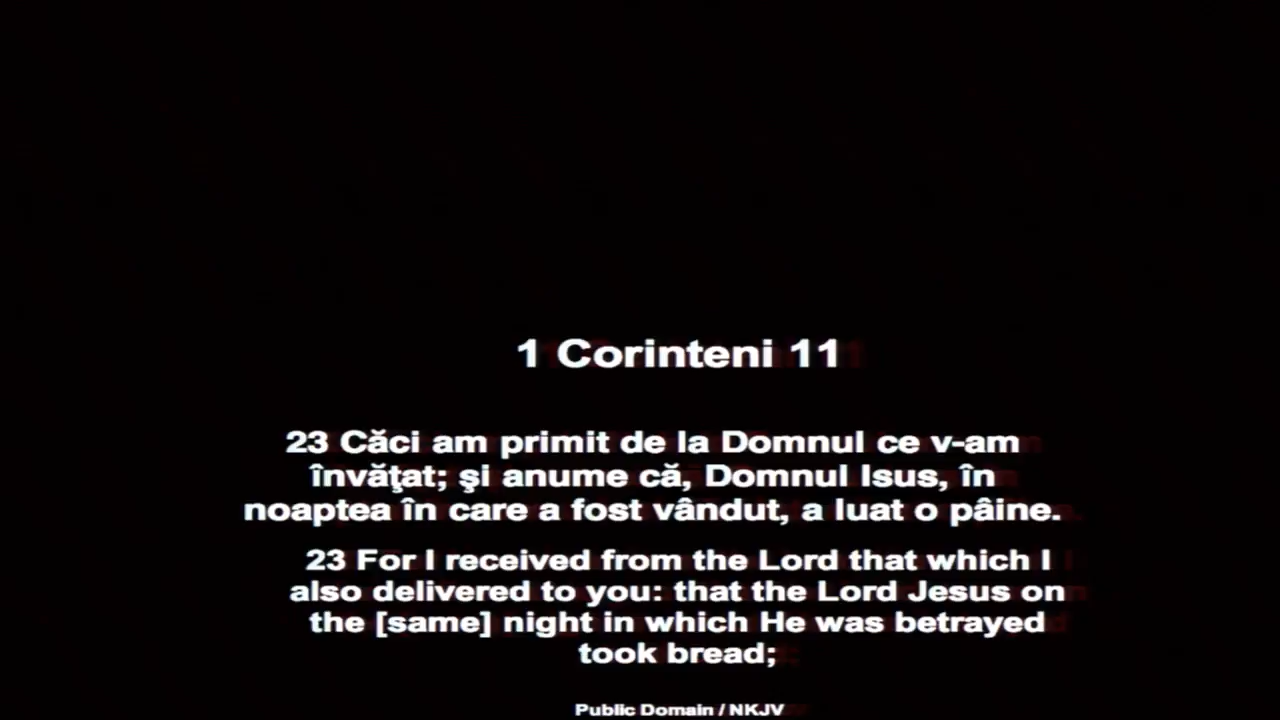 1 Corinteni 11
23 Căci am primit de la Domnul ce v-am
învăţat; şi anume că, Domnul Isus, în
noaptea în care a fost vândut, a luat o pâine.
23 For I received from the Lord that which I
also delivered to you: that the Lord Jesus on
the [same] night in which He was betrayed
took bread;
Public Domain / NKJV